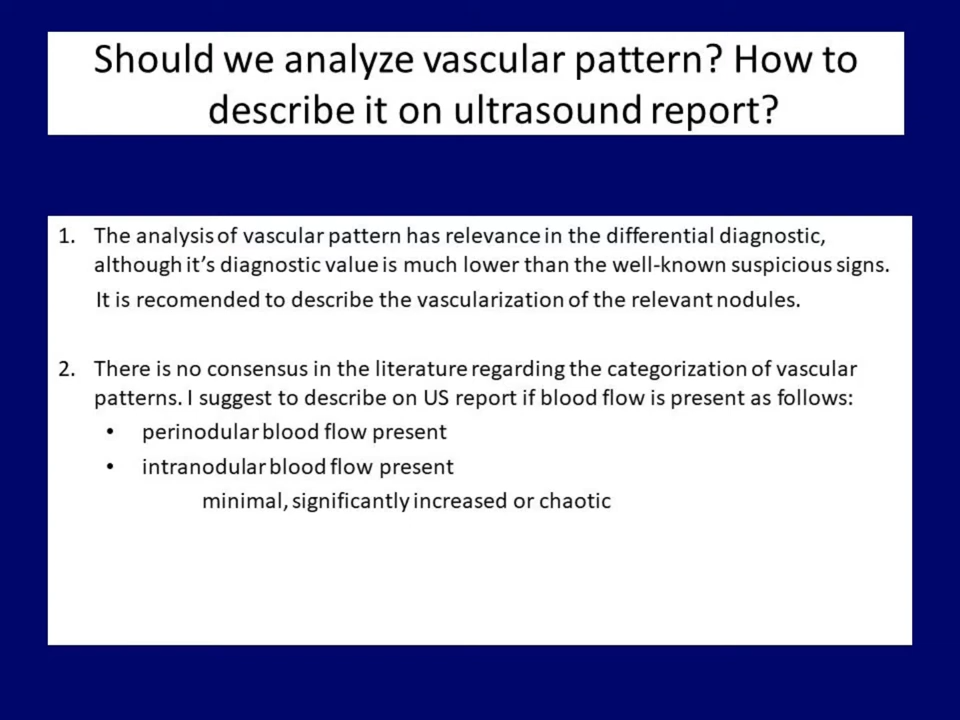 Should we analyze vascular pattern? How to
describe it on ultrasound report?
1. The analysis of vascular pattern has relevance in the differential diagnostic,
although it's diagnostic value is much lower than the well-known suspicious signs.
It is recomended to describe the vascularization of the relevant nodules.
2. There is no consensus in the literature regarding the categorization of vascular
patterns. I suggest to describe on US report if blood flow is present as follows:
• perinodular blood flow present
• intranodular blood flow present
minimal, significantly increased or chaotic